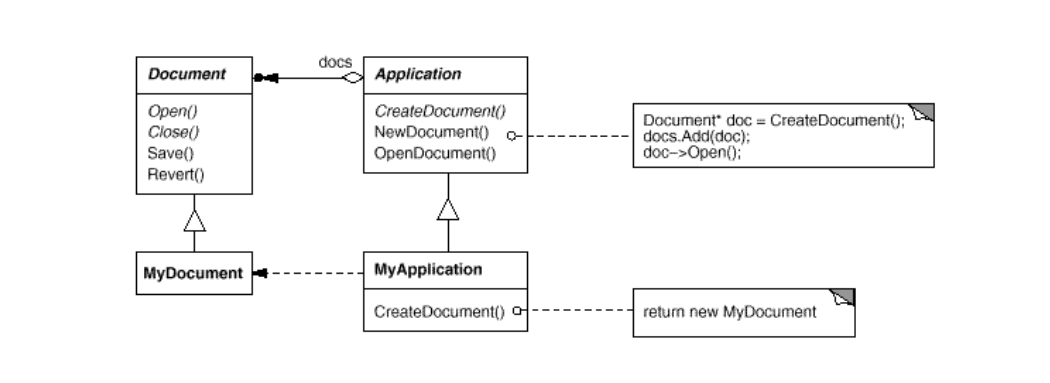 docs
Document
Open()
Close()
Save()
Revert()
Application
CreateDocument()
NewDocument()
OpenDocument()
Document* doc = CreateDocument();
docs.Add(doc);
doc->Open();
MyDocument
MyApplication
CreateDocument()
return new MyDocument